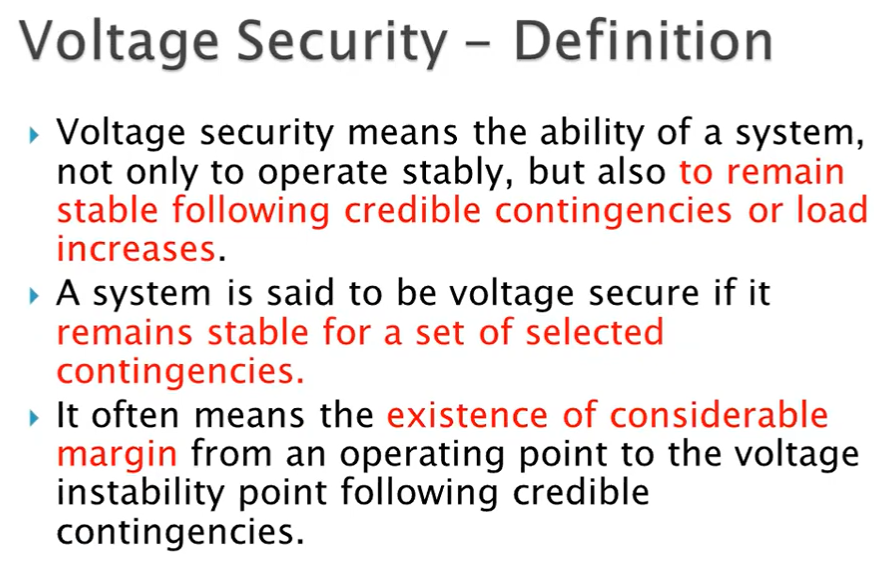 Voltage Security – Definition
Voltage security means the ability of a system,
not only to operate stably, but also to remain
stable following credible contingencies or load
increases.
A system is said to be voltage secure if it
remains stable for a set of selected
contingencies.
It often means the existence of considerable
margin from an operating point to the voltage
instability point following credible
contingencies.